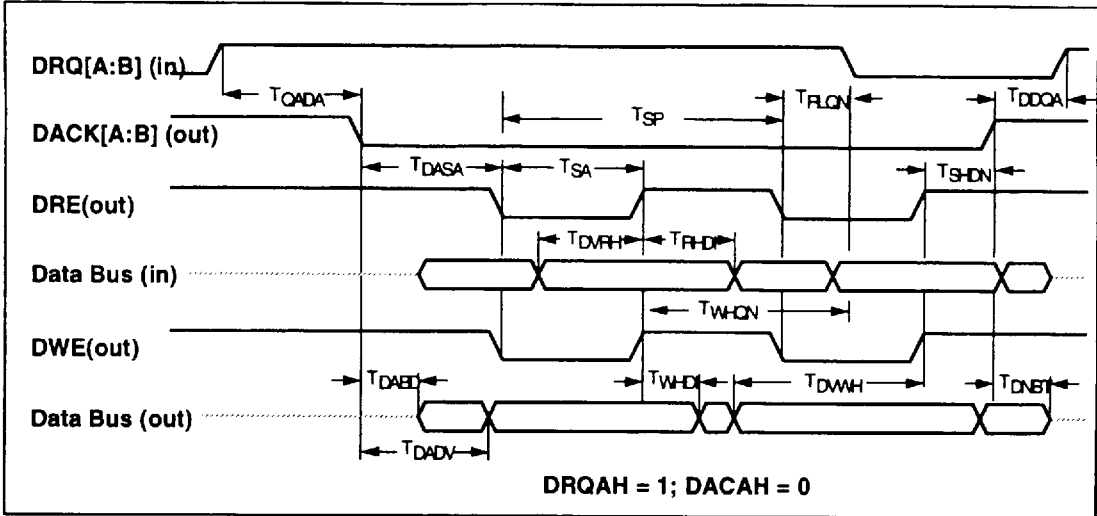 DRQ[A:B] (in)
TQADA
TSP
TRLQN
TDDQA
DACK[A:B] (out)
TDASA
TSA
TSHDN
DRE(out)
TDVRH
TRHDI
Data Bus (in)
TWHQN
DWE(out)
TDABD
TWHDI
TDVWH
TDNBT
Data Bus (out)
TDADV
DRQAH = 1; DACAH = 0